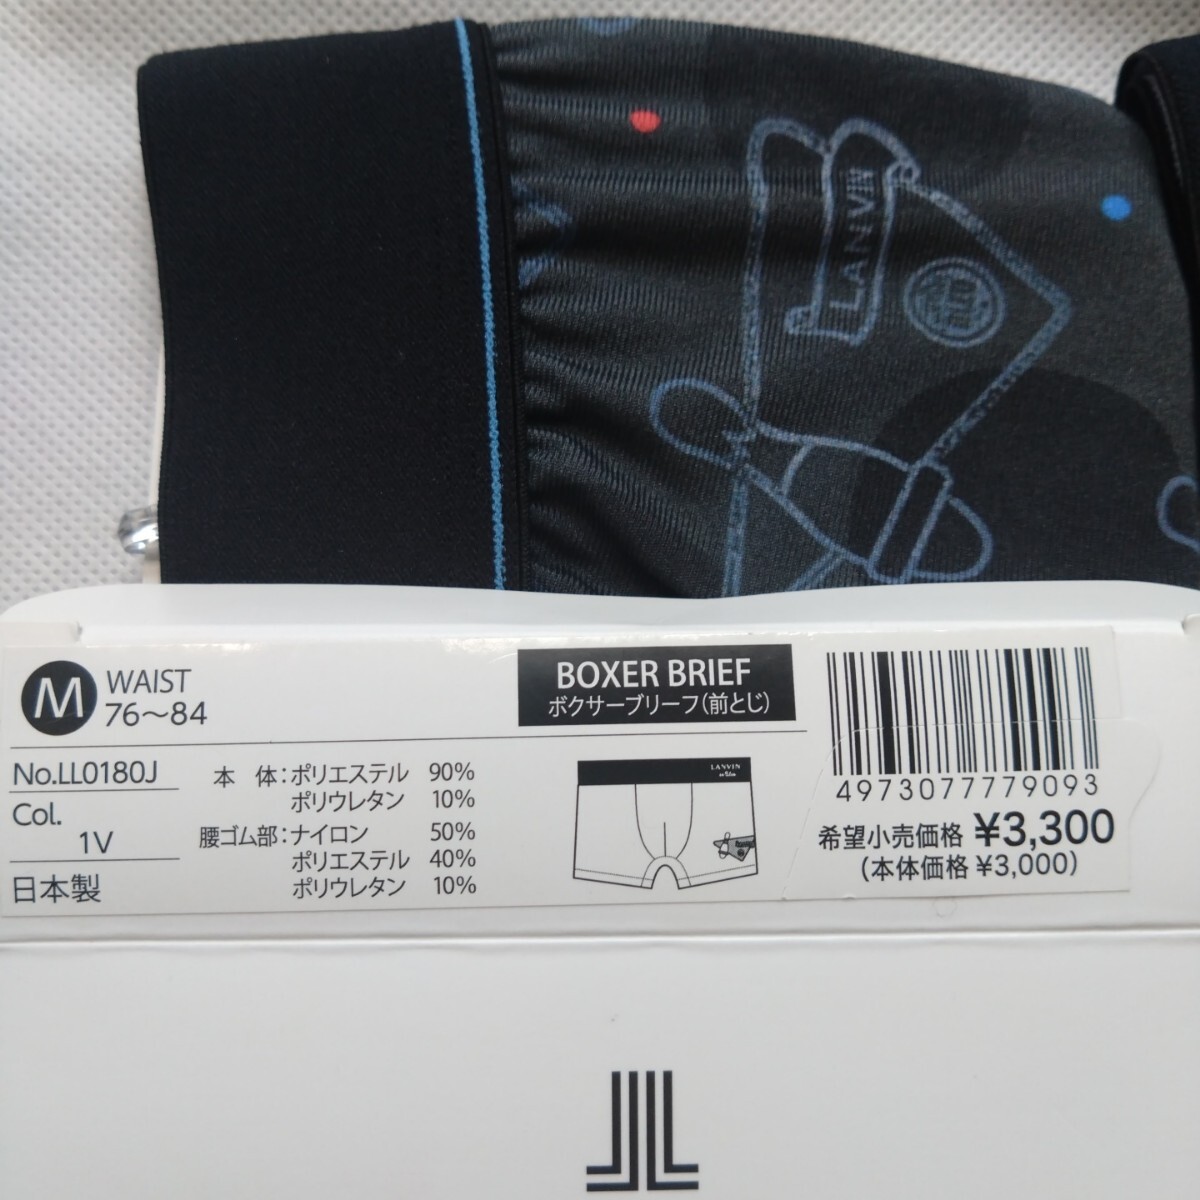 LANVIN
M WAIST
76～84
BOXER BRIEF
ボクサーブリーフ(前とじ)
No.LL0180J
Col.
1V
日本製
本 体:ポリエステル 90%
ポリウレタン 10%
腰ゴム部:ナイロン 50%
ポリエステル 40%
ポリウレタン 10%
LANVIN
4973077779093
希望小売価格 ¥3,300
(本体価格 ¥3,000)